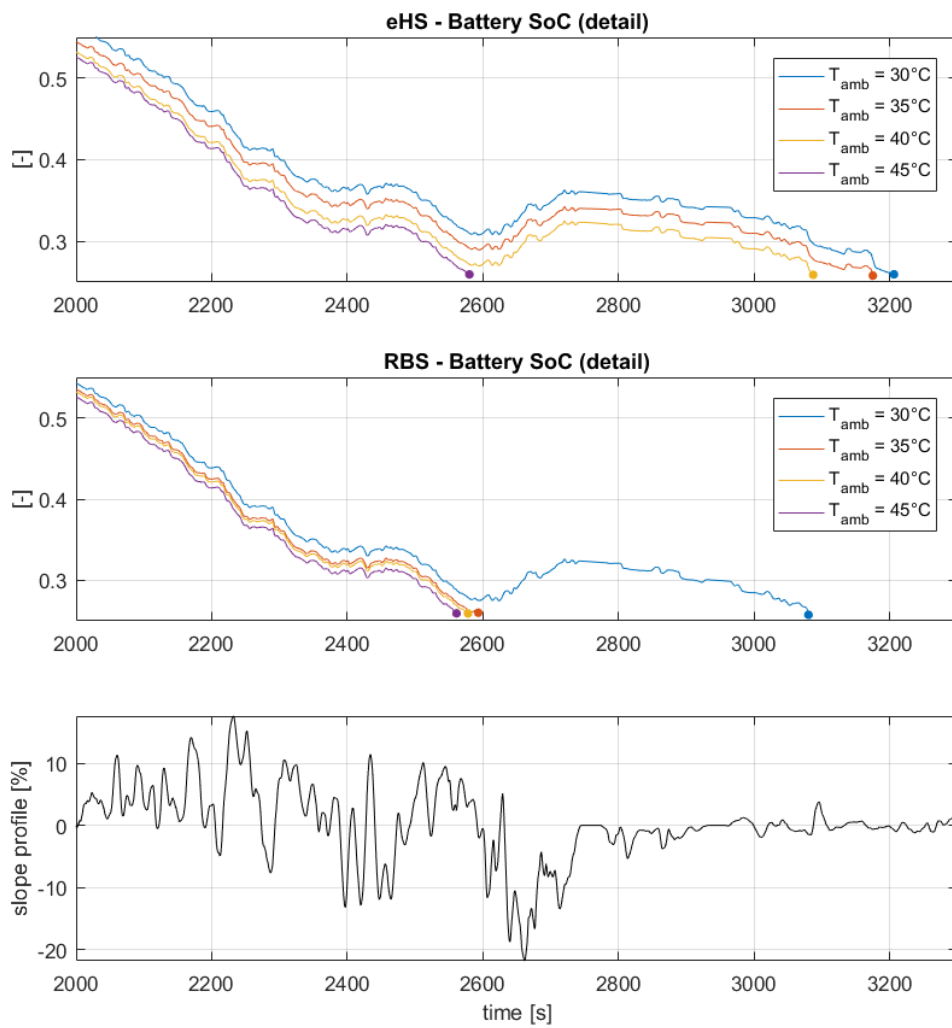 eHS - Battery SoC (detail)
0.5
0.4
0.3
[-]
T_amb = 30°C
T_amb = 35°C
T_amb = 40°C
T_amb = 45°C
2000 2200 2400 2600 2800 3000 3200
RBS - Battery SoC (detail)
0.5
0.4
0.3
[-]
T_amb = 30°C
T_amb = 35°C
T_amb = 40°C
T_amb = 45°C
2000 2200 2400 2600 2800 3000 3200
10
0
-10
-20
slope profile [%]
2000 2200 2400 2600 2800 3000 3200
time [s]